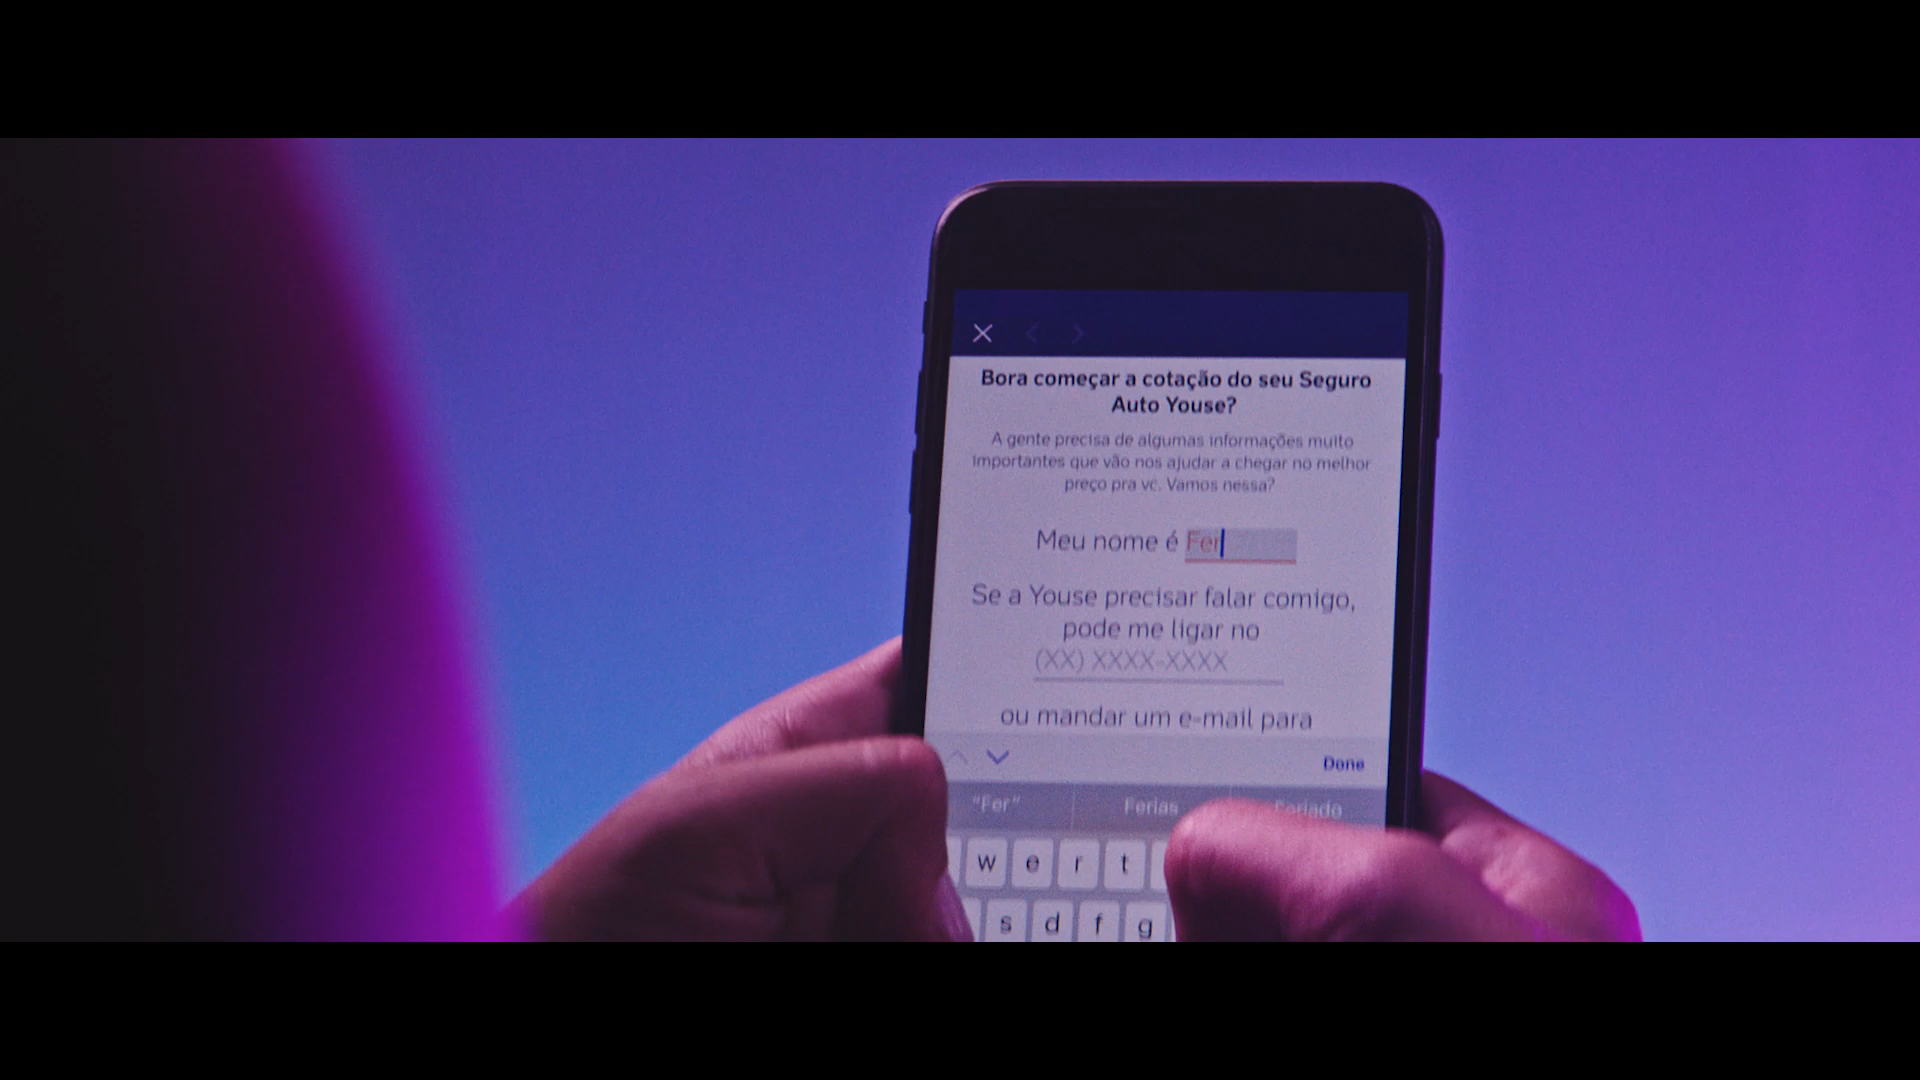 Bora começar a cotação do seu Seguro
Auto Youse?
A gente precisa de algumas informações muito
importantes que vão nos ajudar a chegar no melhor
preço pra vc. Vamos nessa?
Meu nome é Fer
Se a Youse precisar falar comigo,
pode me ligar no
(XX) XXXX-XXXX
ou mandar um e-mail para
Done
"Fer" Ferias Feriado
w e r t
s d f g